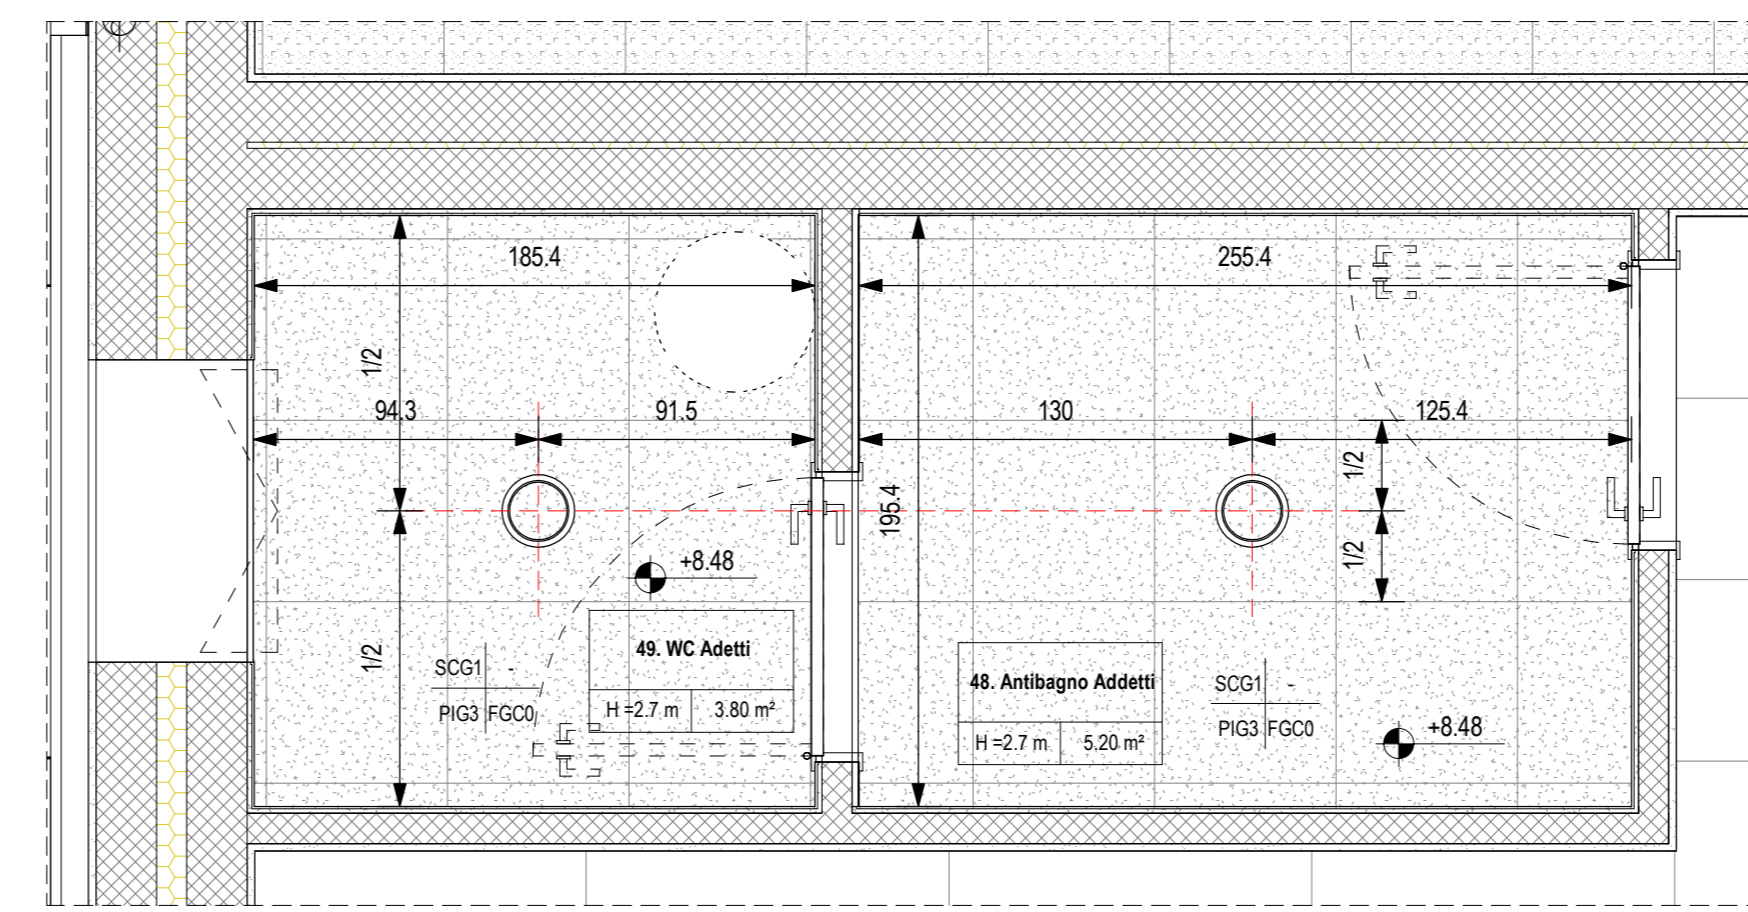 185.4
255.4
1/2
94.3
91.5
130
125.4
1/2
195.4
1/2
+8.48
49. WC Adetti
H =2.7 m 3.80 m²
1/2
SCG1 -
PIG3 FGC0
48. Antibagno Addetti
H =2.7 m 5.20 m²
SCG1 -
PIG3 FGC0
+8.48